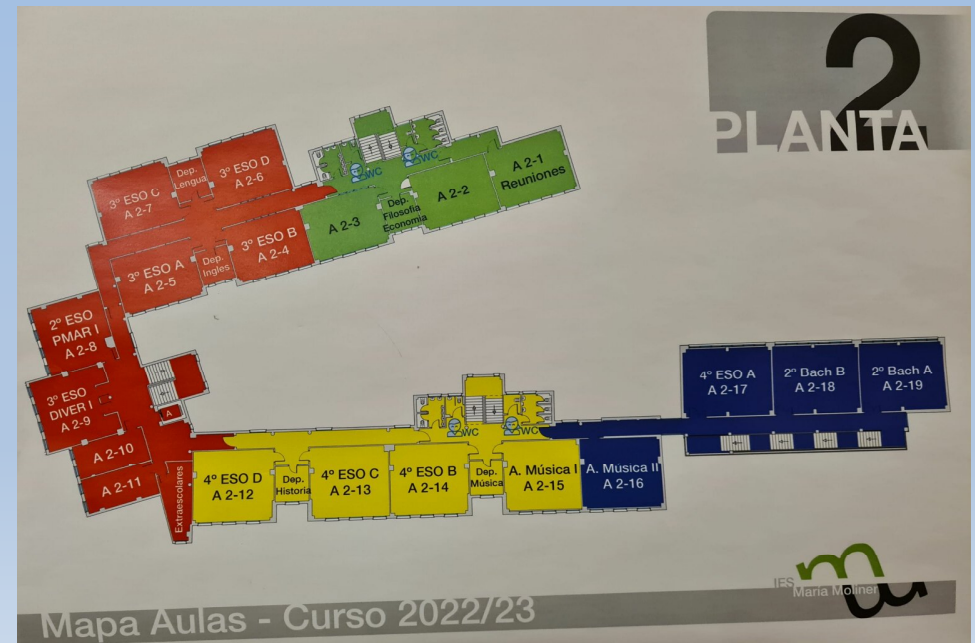 2
PLANTA
3º ESO C
A 2-7
Dep.
Lengua
3º ESO D
A 2-6
WC
WC
A 2-1
Reuniones
A 2-2
Dep.
Filosofía
Economía
A 2-3
3º ESO B
A 2-4
Dep.
Ingles
3º ESO A
A 2-5
2º ESO
PMAR I
A 2-8
3º ESO
DIVER I
A 2-9
A
A 2-10
A 2-11
Extraescolares
4º ESO D
A 2-12
Dep.
Historia
4º ESO C
A 2-13
4º ESO B
A 2-14
WC
WC
Dep.
Música
A. Música I
A 2-15
A. Musica II
A 2-16
4º ESO A
A 2-17
2º Bach B
A 2-18
2º Bach A
A 2-19
IES
Maria Moliner
Mapa Aulas - Curso 2022/23